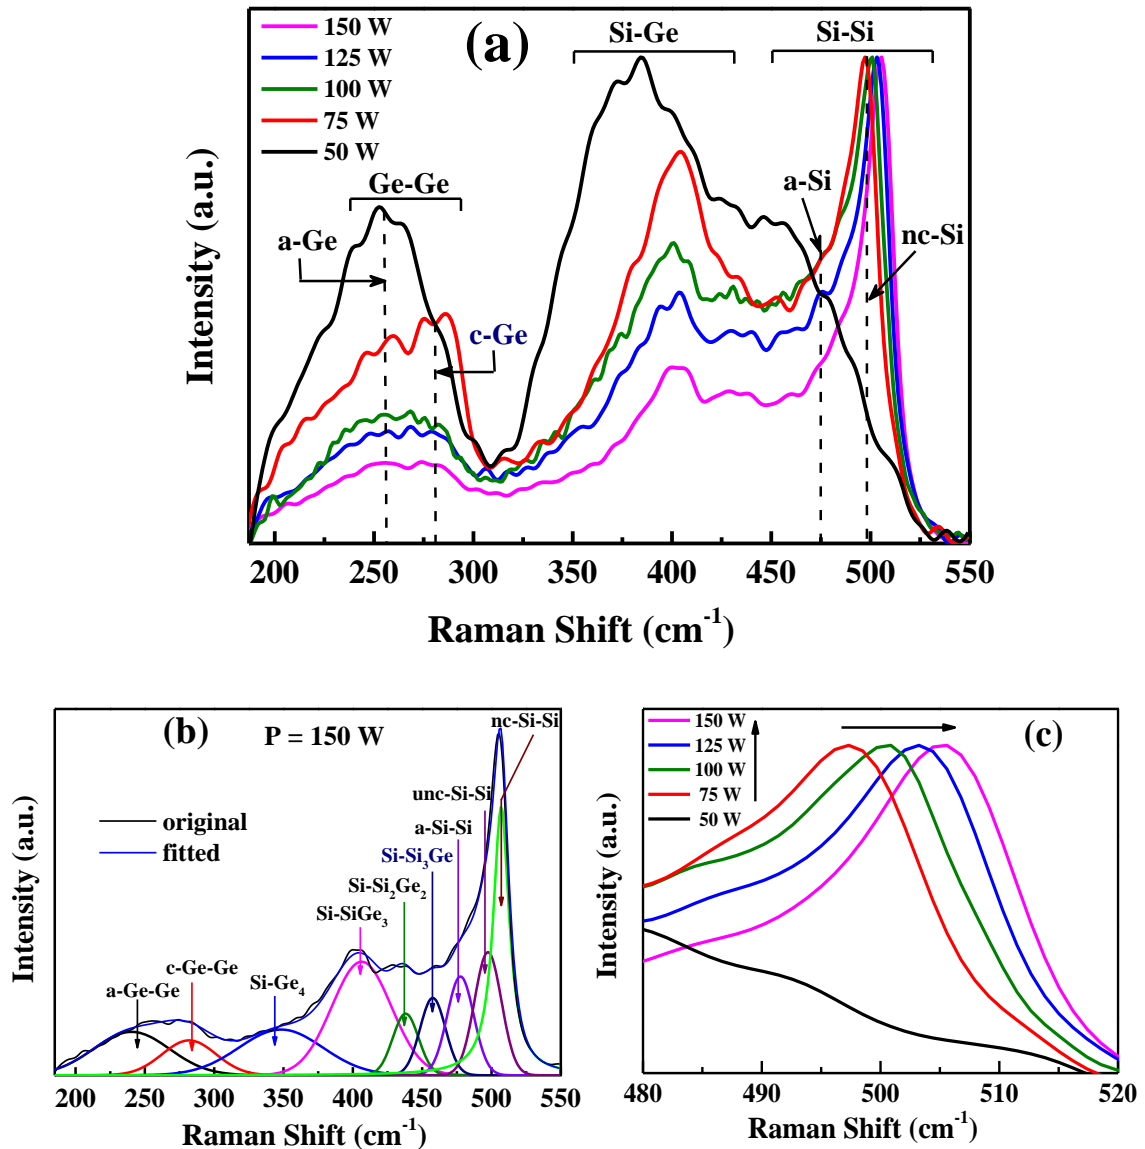 (a)
150 W
125 W
100 W
75 W
50 W
Si-Ge
Si-Si
Ge-Ge
a-Ge
c-Ge
a-Si
nc-Si
Intensity (a.u.)
200 250 300 350 400 450 500 550
Raman Shift (cm⁻¹)
(b)
P = 150 W
nc-Si-Si
unc-Si-Si
a-Si-Si
original
fitted
Si-Si₃Ge
Si-Si₂Ge₂
Si-SiGe₃
Si-Ge₄
c-Ge-Ge
a-Ge-Ge
Intensity (a.u.)
200 250 300 350 400 450 500 550
Raman Shift (cm⁻¹)
(c)
150 W
125 W
100 W
75 W
50 W
Intensity (a.u.)
480 490 500 510 520
Raman Shift (cm⁻¹)